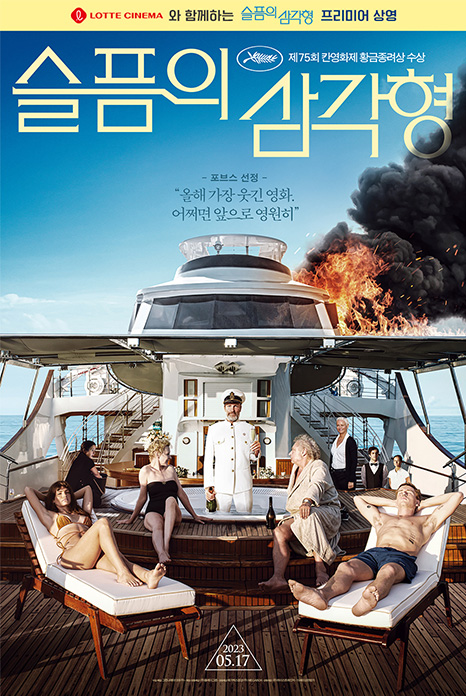 LOTTE CINEMA 와 함께하는 슬픔의 삼각형 프리미어 상영
제75회 칸영화제 황금종려상 수상
슬픔의
삼각형
– 포브스 선정 –
“올해 가장 웃긴 영화.
어쩌면 앞으로 영원히”
2023
05.17